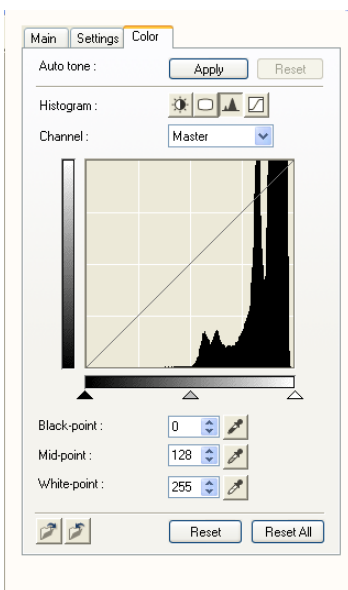 Main Settings Color
Auto tone : Apply Reset
Histogram :
Channel : Master
Black-point : 0
Mid-point : 128
White-point : 255
Reset Reset All